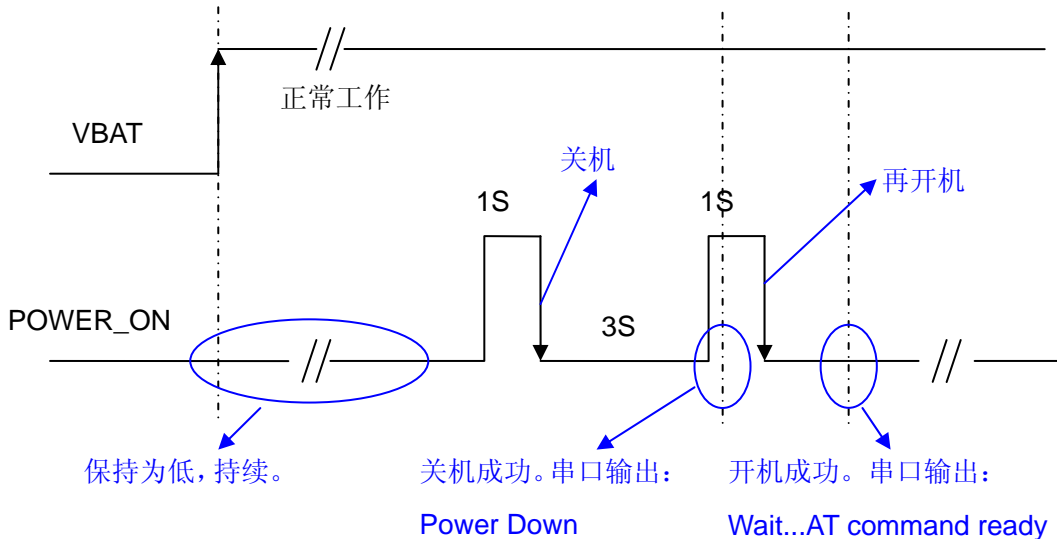 正常工作
VBAT
关机
再开机
1S
1S
POWER_ON
3S
保持为低，持续。
关机成功。串口输出：
Power Down
开机成功。串口输出：
Wait...AT command ready